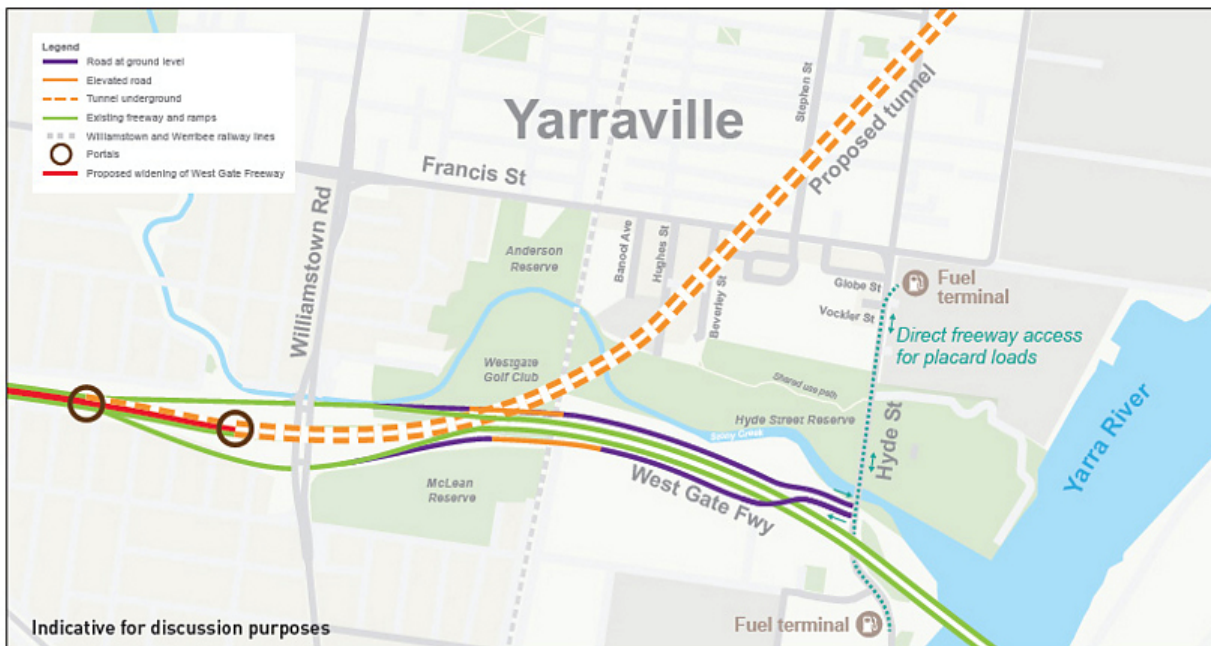 Legend
Road at ground level
Elevated road
Tunnel underground
Existing freeway and ramps
Williamstown and Werribee railway lines
Portals
Proposed widening of West Gate Freeway
Yarraville
Stephen St
Proposed tunnel
Francis St
Williamstown Rd
Anderson
Reserve
Banool Ave
Hughes St
Beverley St
Globe St
Vockler St
Fuel
terminal
Direct freeway access
for placard loads
Westgate
Golf Club
Shared use path
Hyde Street Reserve
Stony Creek
Hyde St
Yarra River
McLean
Reserve
West Gate Fwy
Fuel terminal
Indicative for discussion purposes